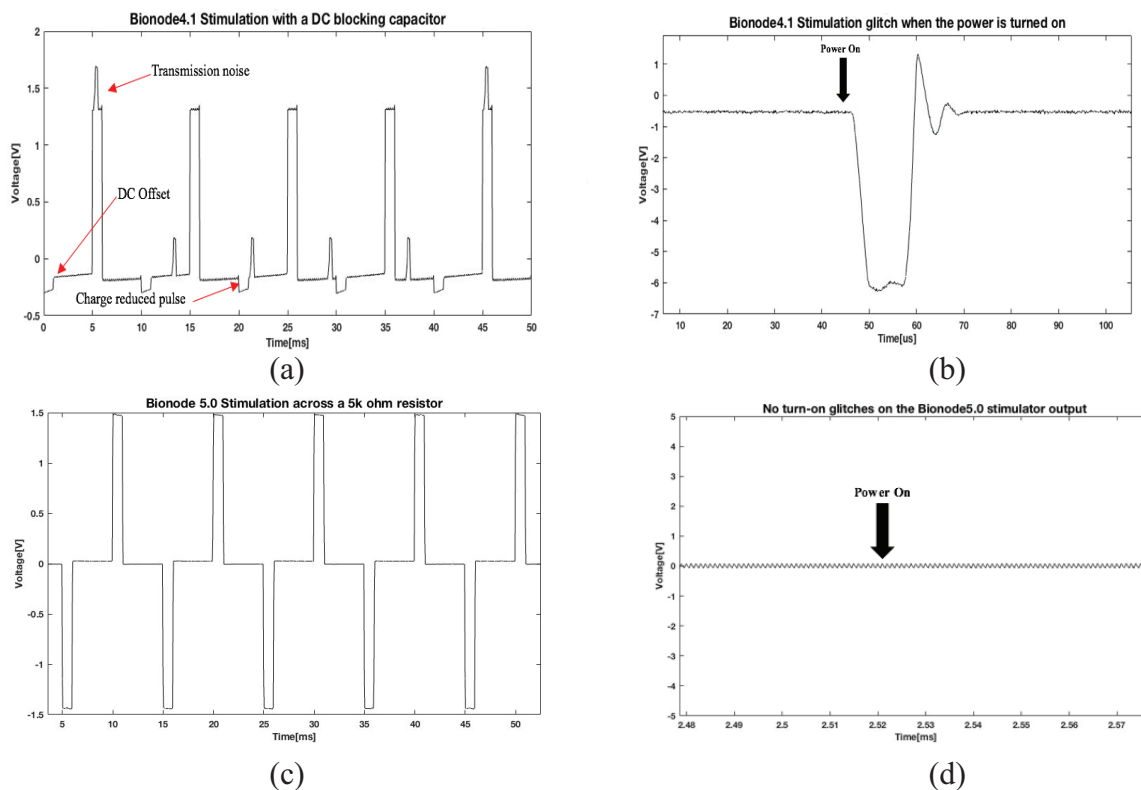 Bionode4.1 Stimulation with a DC blocking capacitor
2
1.5
1
0.5
0
-0.5
Voltage[V]
Transmission noise
DC Offset
Charge reduced pulse
0 5 10 15 20 25 30 35 40 45 50
Time[ms]
(a)
Bionode4.1 Stimulation glitch when the power is turned on
Power On
1
0
-1
-2
-3
-4
-5
-6
-7
Voltage[V]
10 20 30 40 50 60 70 80 90 100
Time[us]
(b)
Bionode 5.0 Stimulation across a 5k ohm resistor
1.5
1
0.5
0
-0.5
-1
-1.5
Voltage[V]
5 10 15 20 25 30 35 40 45 50
Time[ms]
(c)
No turn-on glitches on the Bionode5.0 stimulator output
5
4
3
2
1
0
-1
-2
-3
-4
-5
Voltage[V]
Power On
2.48 2.49 2.5 2.51 2.52 2.53 2.54 2.55 2.56 2.57
Time[ms]
(d)